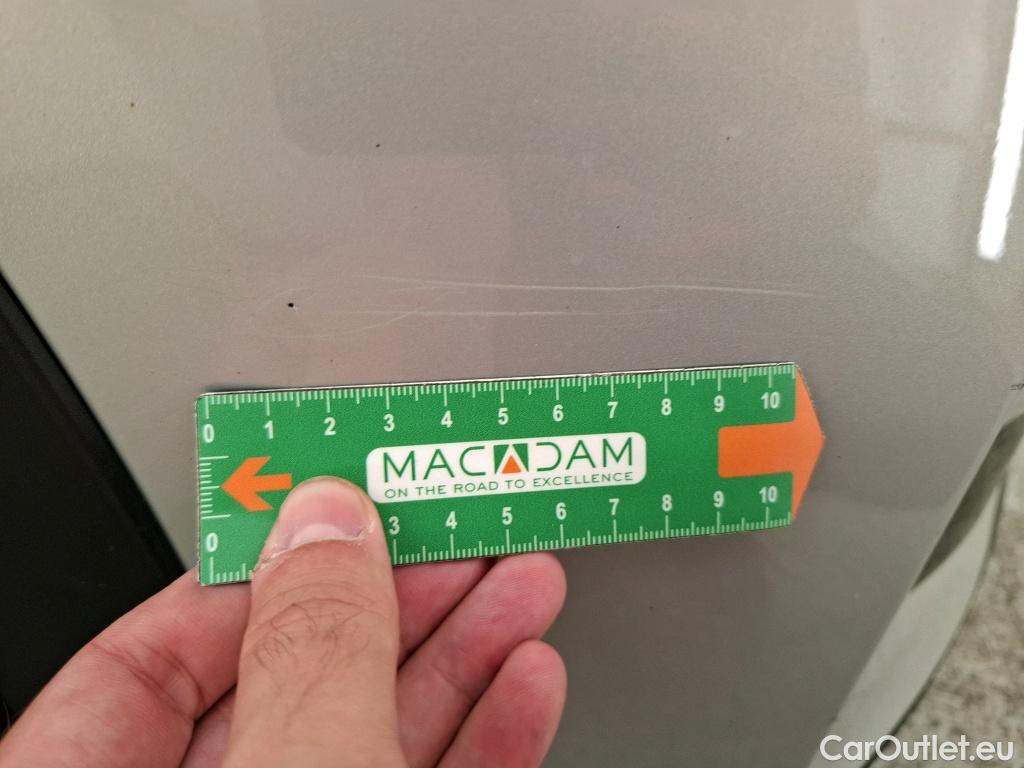 0 1 2 3 4 5 6 7 8 9 10
MACADAM
ON THE ROAD TO EXCELLENCE
0 3 4 5 6 7 8 9 10
CarOutlet.eu